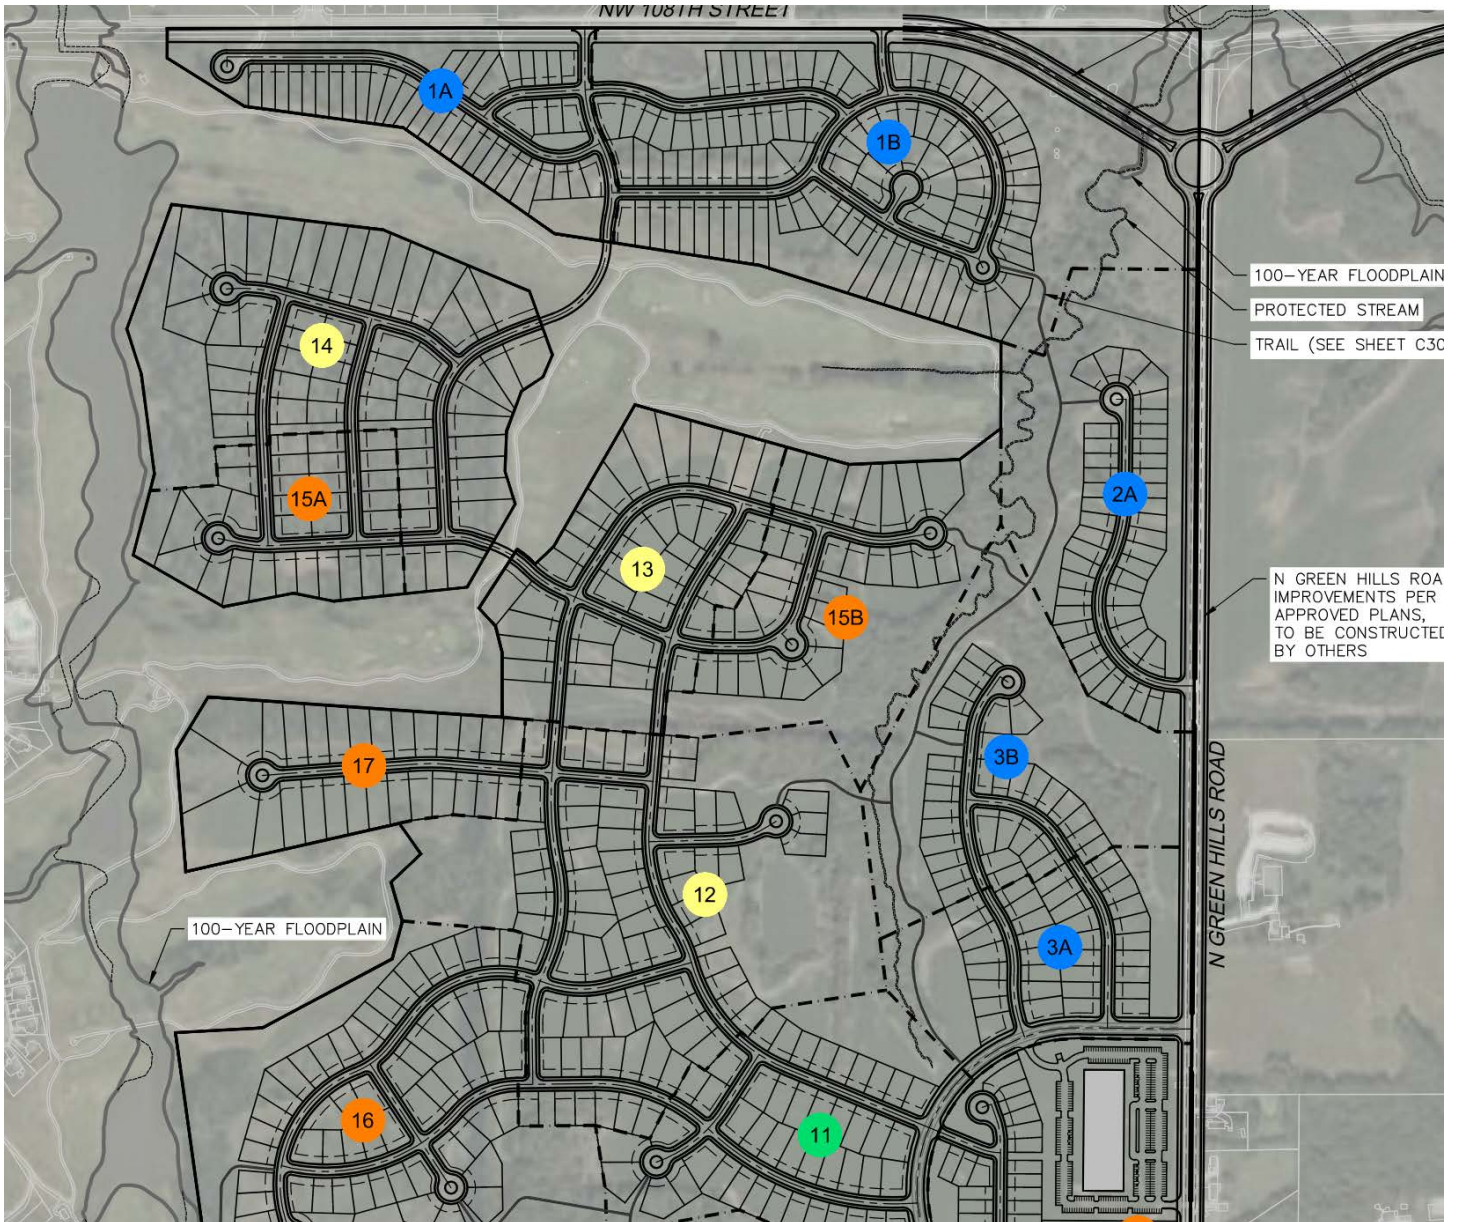 NW 108TH STREET
1A
1B
100-YEAR FLOODPLAIN
PROTECTED STREAM
TRAIL (SEE SHEET C30
14
2A
15A
13
N GREEN HILLS ROA
IMPROVEMENTS PER
APPROVED PLANS,
TO BE CONSTRUCTED
BY OTHERS
15B
3B
17
N GREEN HILLS ROAD
12
100-YEAR FLOODPLAIN
3A
16
11